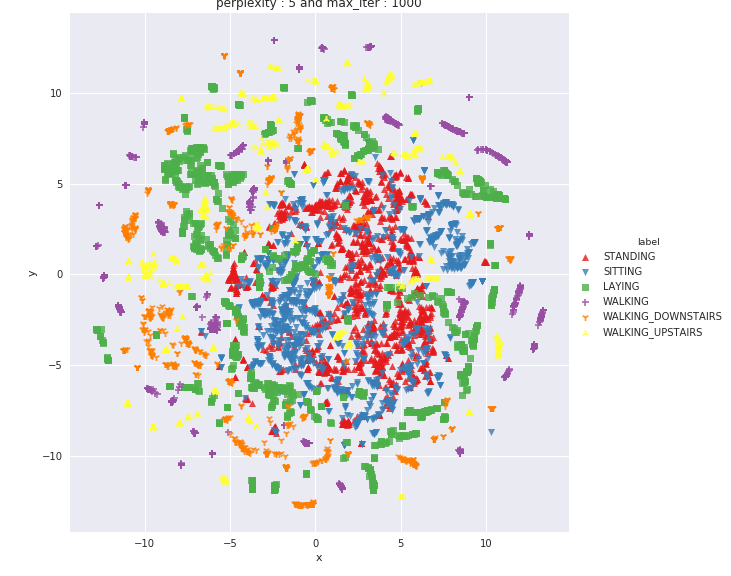 perplexity : 5 and max_iter : 1000
10
5
0
−5
−10
y
−10
−5
0
5
10
x
label
STANDING
SITTING
LAYING
WALKING
WALKING_DOWNSTAIRS
WALKING_UPSTAIRS